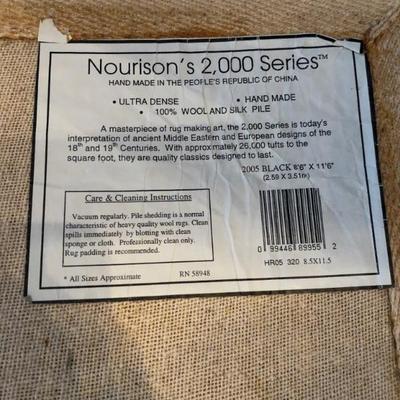 Nourison's 2,000 Series™
HAND MADE IN THE PEOPLE'S REPUBLIC OF CHINA
• ULTRA DENSE • HAND MADE
• 100% WOOL AND SILK PILE
A masterpiece of rug making art, the 2,000 Series is today's
interpretation of ancient Middle Eastern and European designs of the
18th and 19th Centuries. With approximately 26,000 tufts to the
square foot, they are quality classics designed to last.
2005 BLACK 8'6" X 11'6"
(2.59 X 3.51m)
Care & Cleaning Instructions
Vacuum regularly. Pile shedding is a normal
characteristic of heavy quality wool rugs. Clean
spills immediately by blotting with clean
sponge or cloth. Professionally clean only.
Rug padding is recommended.
0 99446 89955 2
HR05 320 8.5X11.5
* All Sizes Approximate RN 58948